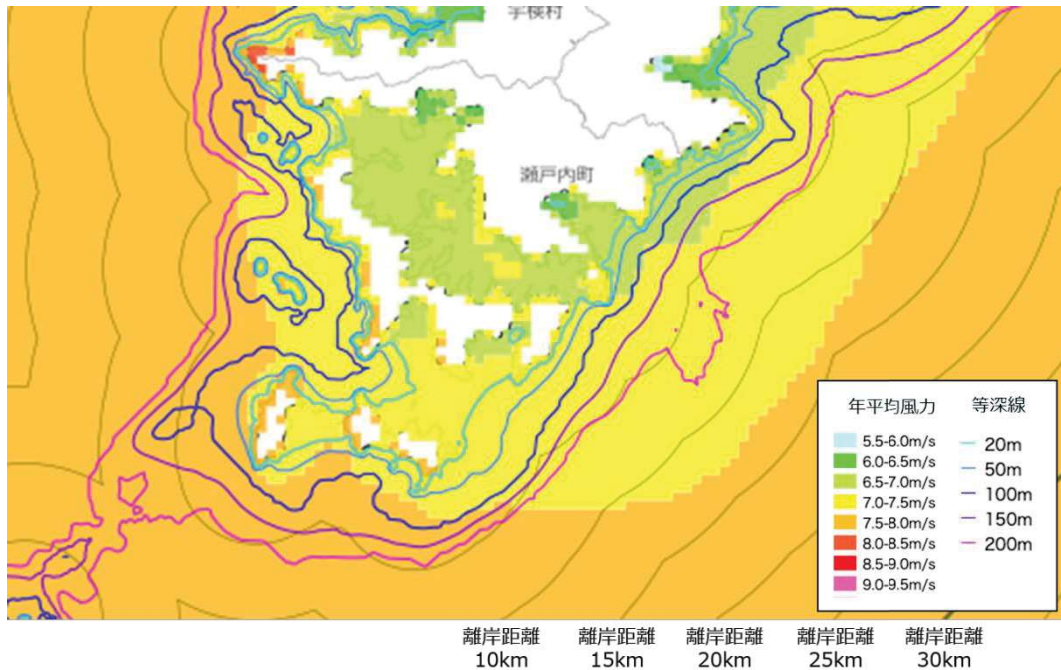 宇検村
瀬戸内町
年平均風力
5.5-6.0m/s
6.0-6.5m/s
6.5-7.0m/s
7.0-7.5m/s
7.5-8.0m/s
8.0-8.5m/s
8.5-9.0m/s
9.0-9.5m/s
等深線
20m
50m
100m
150m
200m
離岸距離
10km
離岸距離
15km
離岸距離
20km
離岸距離
25km
離岸距離
30km